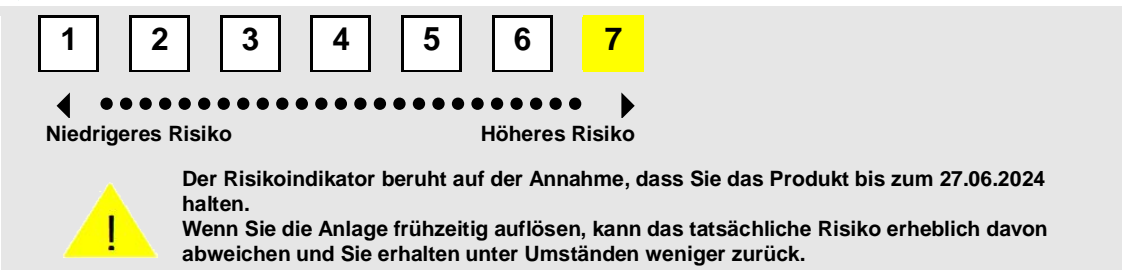 1 2 3 4 5 6 7
Niedrigeres Risiko Höheres Risiko
Der Risikoindikator beruht auf der Annahme, dass Sie das Produkt bis zum 27.06.2024
halten.
Wenn Sie die Anlage frühzeitig auflösen, kann das tatsächliche Risiko erheblich davon
abweichen und Sie erhalten unter Umständen weniger zurück.
!